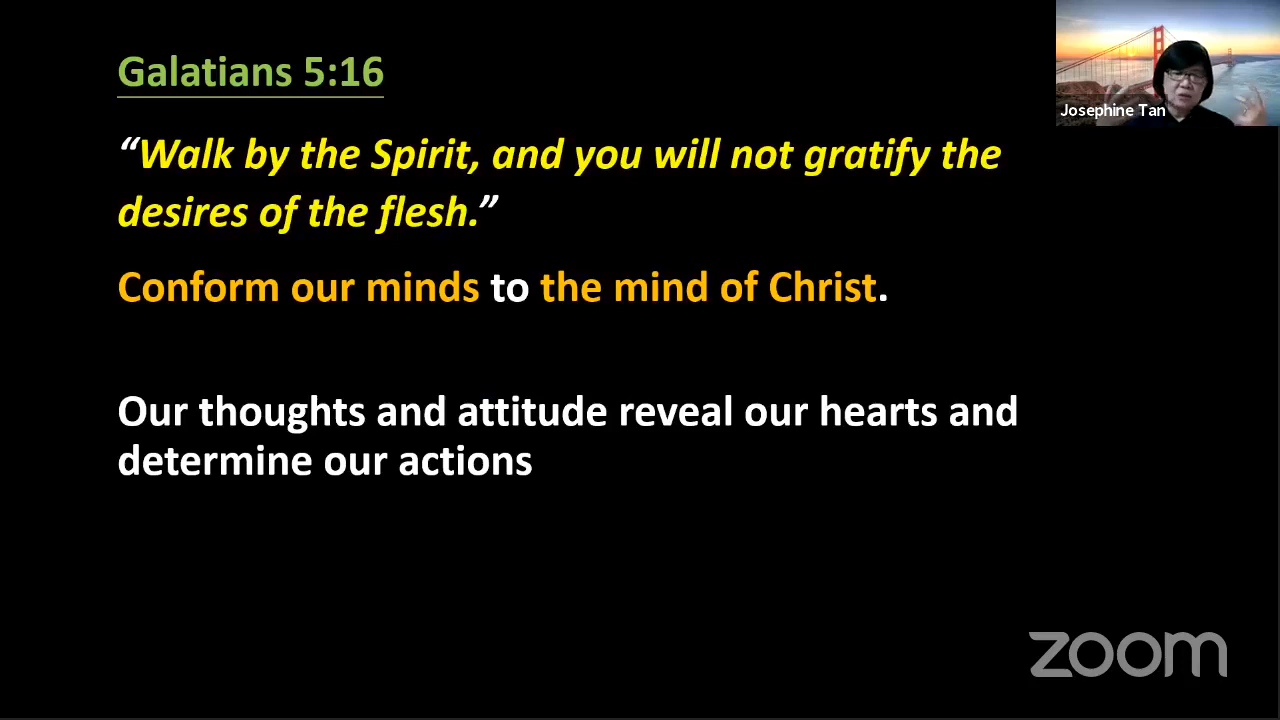 Galatians 5:16
Josephine Tan
“Walk by the Spirit, and you will not gratify the
desires of the flesh.”
Conform our minds to the mind of Christ.
Our thoughts and attitude reveal our hearts and
determine our actions
zoom